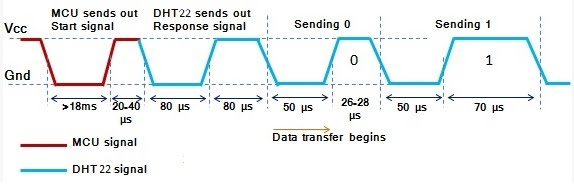 MCU sends out
Start signal
DHT22 sends out
Response signal
Sending 0
Sending 1
Vcc
Gnd
0
1
>18ms
20-40
µs
80 µs
80 µs
50 µs
26-28
µs
50 µs
70 µs
Data transfer begins
MCU signal
DHT22 signal